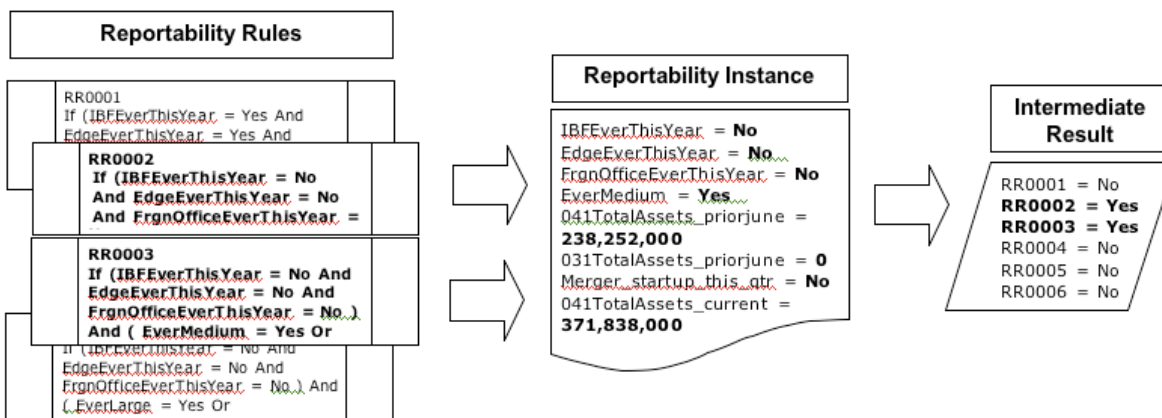 Reportability Rules
RR0001
If (IBFEverThisYear = Yes And
EdgeEverThisYear = Yes And
RR0002
If (IBFEverThisYear = No
And EdgeEverThisYear = No
And FrgnOfficeEverThisYear =
RR0003
If (IBFEverThisYear = No And
EdgeEverThisYear = No And
FrgnOfficeEverThisYear = No )
And ( EverMedium = Yes Or
If (IBFEverThisYear = No And
EdgeEverThisYear = No And
FrgnOfficeEverThisYear = No ) And
( EverLarge = Yes Or
Reportability Instance
IBFEverThisYear = No
EdgeEverThisYear = No
FrgnOfficeEverThisYear = No
EverMedium = Yes
041TotalAssets_priorjune =
238,252,000
031TotalAssets_priorjune = 0
Merger_startup_this_qtr = No
041TotalAssets_current =
371,838,000
Intermediate
Result
RR0001 = No
RR0002 = Yes
RR0003 = Yes
RR0004 = No
RR0005 = No
RR0006 = No